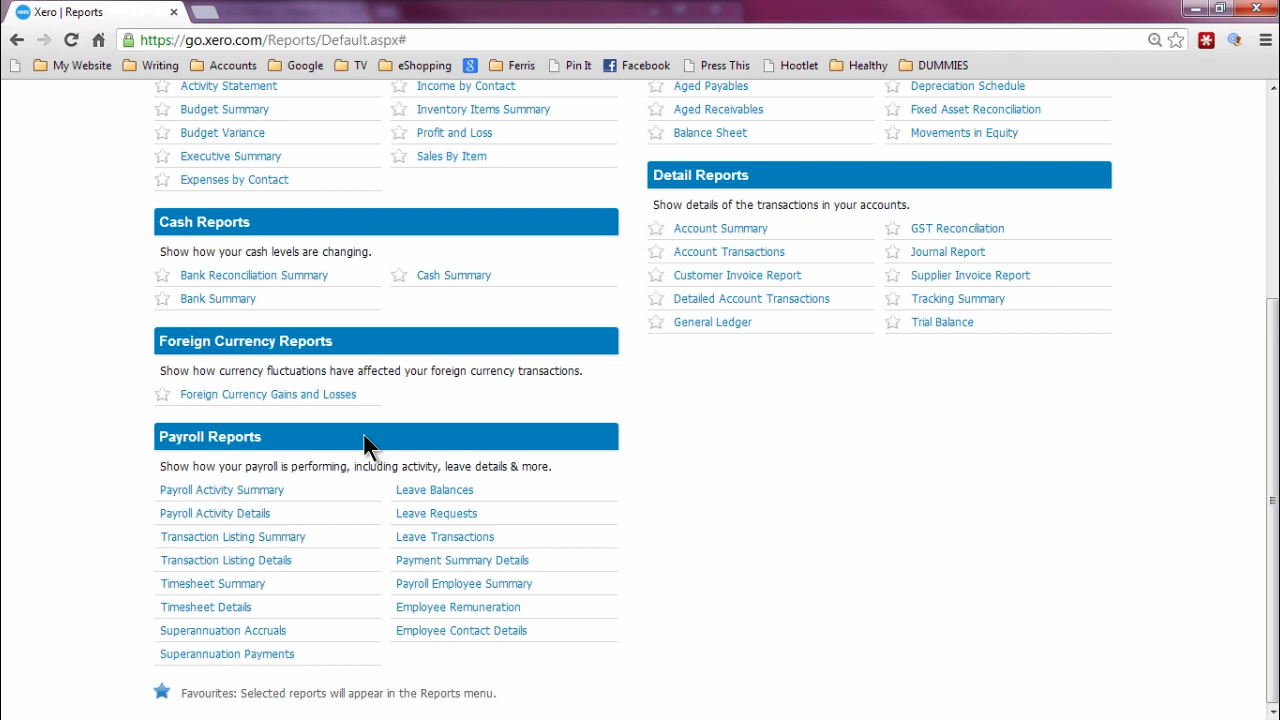 Xero | Reports
https://go.xero.com/Reports/Default.aspx#
My Website Writing Accounts Google TV eShopping Ferris Pin It Facebook Press This Hootlet Healthy DUMMIES
Activity Statement
Budget Summary
Budget Variance
Executive Summary
Expenses by Contact
Income by Contact
Inventory Items Summary
Profit and Loss
Sales By Item
Cash Reports
Show how your cash levels are changing.
Bank Reconciliation Summary
Bank Summary
Cash Summary
Foreign Currency Reports
Show how currency fluctuations have affected your foreign currency transactions.
Foreign Currency Gains and Losses
Payroll Reports
Show how your payroll is performing, including activity, leave details & more.
Payroll Activity Summary
Payroll Activity Details
Transaction Listing Summary
Transaction Listing Details
Timesheet Summary
Timesheet Details
Superannuation Accruals
Superannuation Payments
Leave Balances
Leave Requests
Leave Transactions
Payment Summary Details
Payroll Employee Summary
Employee Remuneration
Employee Contact Details
Favourites: Selected reports will appear in the Reports menu.
Aged Payables
Aged Receivables
Balance Sheet
Depreciation Schedule
Fixed Asset Reconciliation
Movements in Equity
Detail Reports
Show details of the transactions in your accounts.
Account Summary
Account Transactions
Customer Invoice Report
Detailed Account Transactions
General Ledger
GST Reconciliation
Journal Report
Supplier Invoice Report
Tracking Summary
Trial Balance